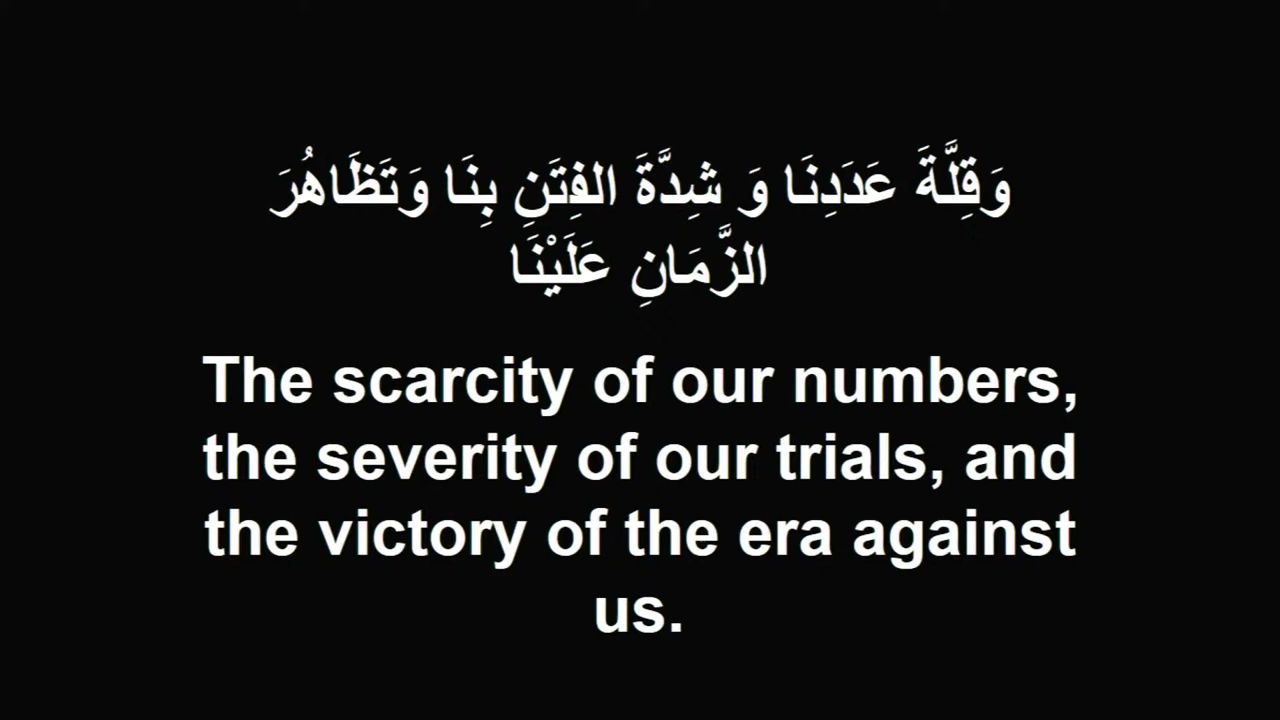 وَقِلَّةَ عَدَدِنَا وَ شِدَّةَ الفِتَنِ بِنَا وَتَظَاهُرَ
الزَّمَانِ عَلَيْنَا
The scarcity of our numbers,
the severity of our trials, and
the victory of the era against
us.